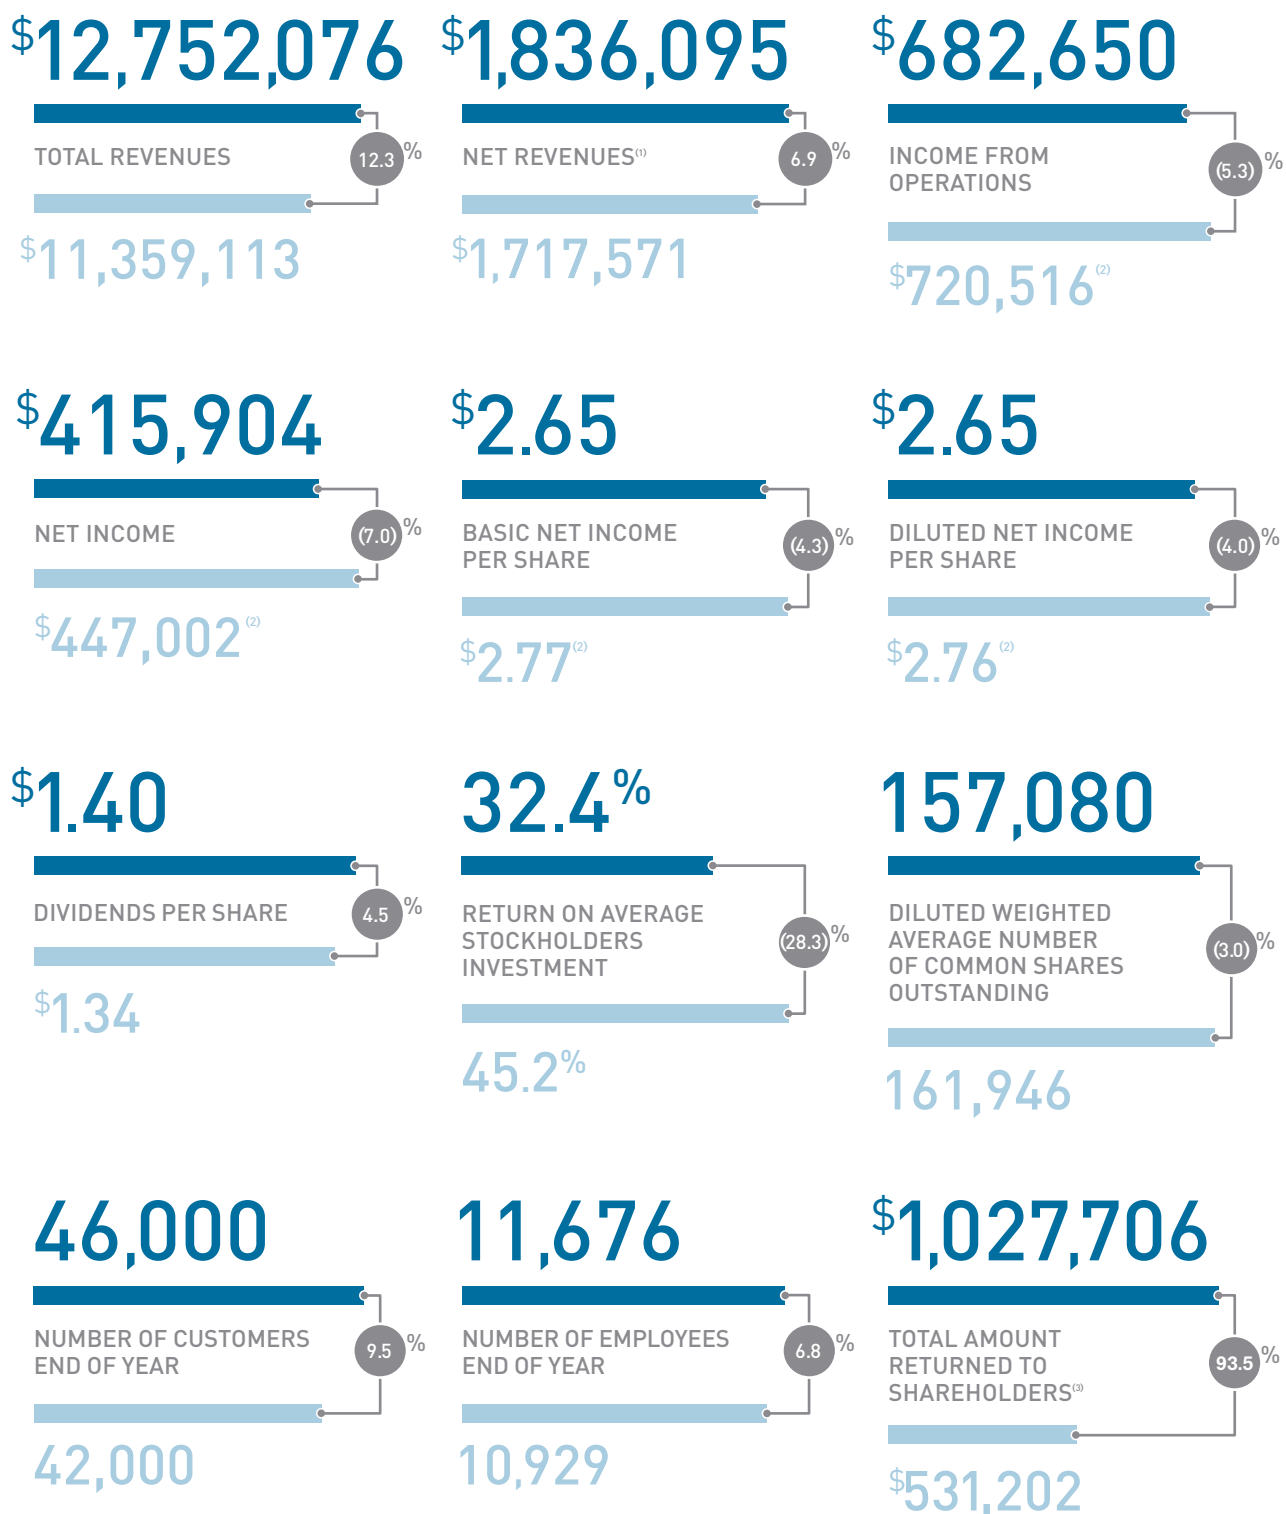 $12,752,076
TOTAL REVENUES
12.3 %
$11,359,113
$1,836,095
NET REVENUES(1)
6.9 %
$1,717,571
$682,650
INCOME FROM
OPERATIONS
(5.3) %
$720,516(2)
$415,904
NET INCOME
(7.0) %
$447,002(2)
$2.65
BASIC NET INCOME
PER SHARE
(4.3) %
$2.77(2)
$2.65
DILUTED NET INCOME
PER SHARE
(4.0) %
$2.76(2)
$1.40
DIVIDENDS PER SHARE
4.5 %
$1.34
32.4%
RETURN ON AVERAGE
STOCKHOLDERS
INVESTMENT
(28.3) %
45.2%
157,080
DILUTED WEIGHTED
AVERAGE NUMBER
OF COMMON SHARES
OUTSTANDING
(3.0) %
161,946
46,000
NUMBER OF CUSTOMERS
END OF YEAR
9.5 %
42,000
11,676
NUMBER OF EMPLOYEES
END OF YEAR
6.8 %
10,929
$1,027,706
TOTAL AMOUNT
RETURNED TO
SHAREHOLDERS(3)
93.5 %
$531,202